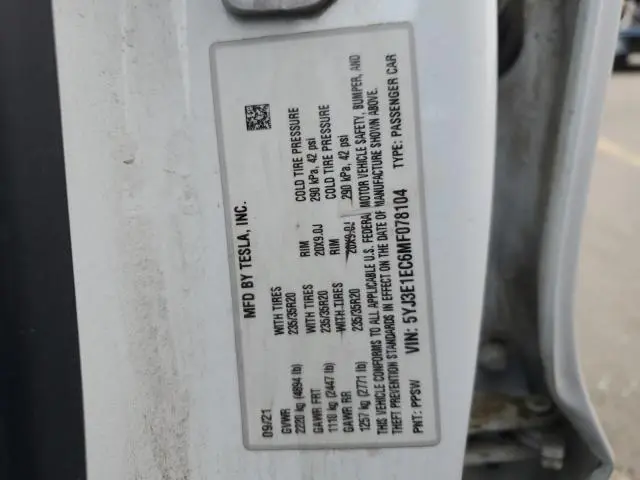 MFD BY TESLA, INC.
09/21
GVWR WITH TIRES RIM COLD TIRE PRESSURE
2220 kg (4894 lb) 235/35R20 20X9.0J 290 kPa, 42 psi
GAWR FRT WITH TIRES RIM COLD TIRE PRESSURE
1110 kg (2447 lb) 235/35R20 20X9.0J 290 kPa, 42 psi
GAWR RR
1257 kg (2771 lb)
THIS VEHICLE CONFORMS TO ALL APPLICABLE U.S. FEDERAL MOTOR VEHICLE SAFETY, BUMPER, AND
THEFT PREVENTION STANDARDS IN EFFECT ON THE DATE OF MANUFACTURE SHOWN ABOVE.
VIN: 5YJ3E1EC6MF078104 TYPE: PASSENGER CAR
PNT: PPSW